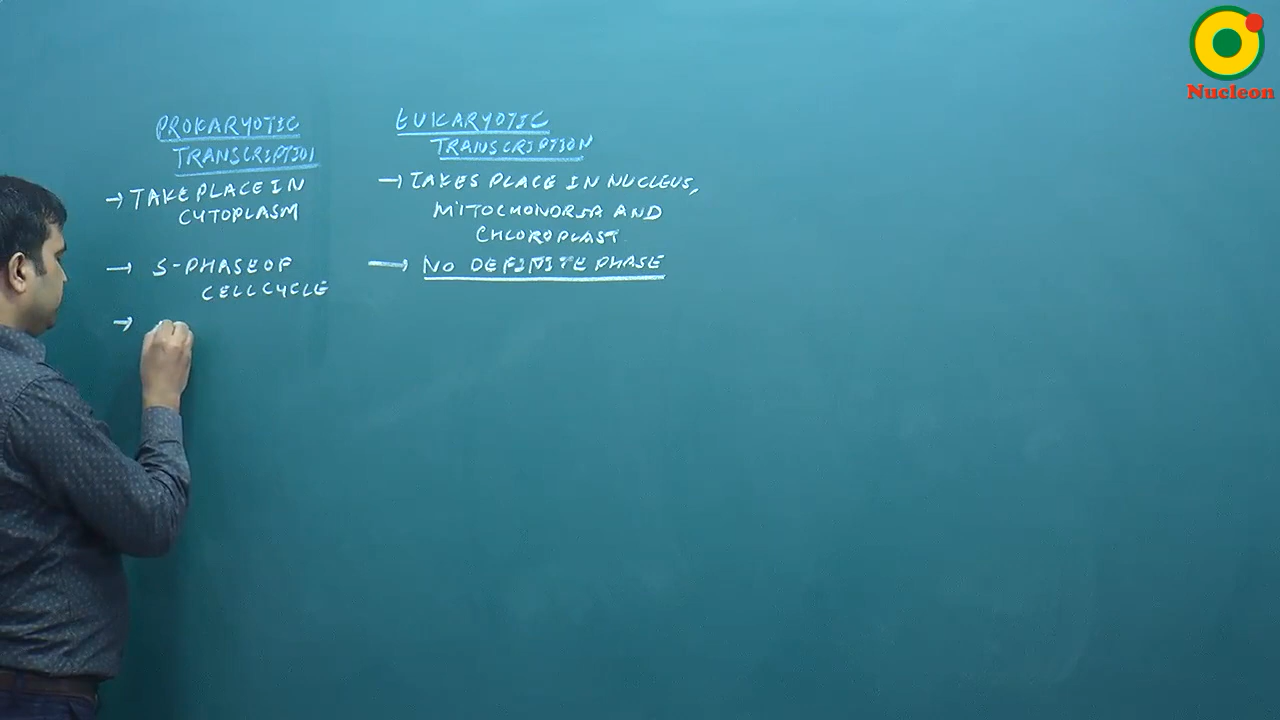 Nucleon
PROKARYOTIC
TRANSCRIPTION
→ TAKE PLACE IN
CYTOPLASM
→ S-PHASE OF
CELL CYCLE
→
EUKARYOTIC
TRANSCRIPTION
→ TAKES PLACE IN NUCLEUS,
MITOCHONDRIA AND
CHLOROPLAST.
→ NO DEFINITE PHASE